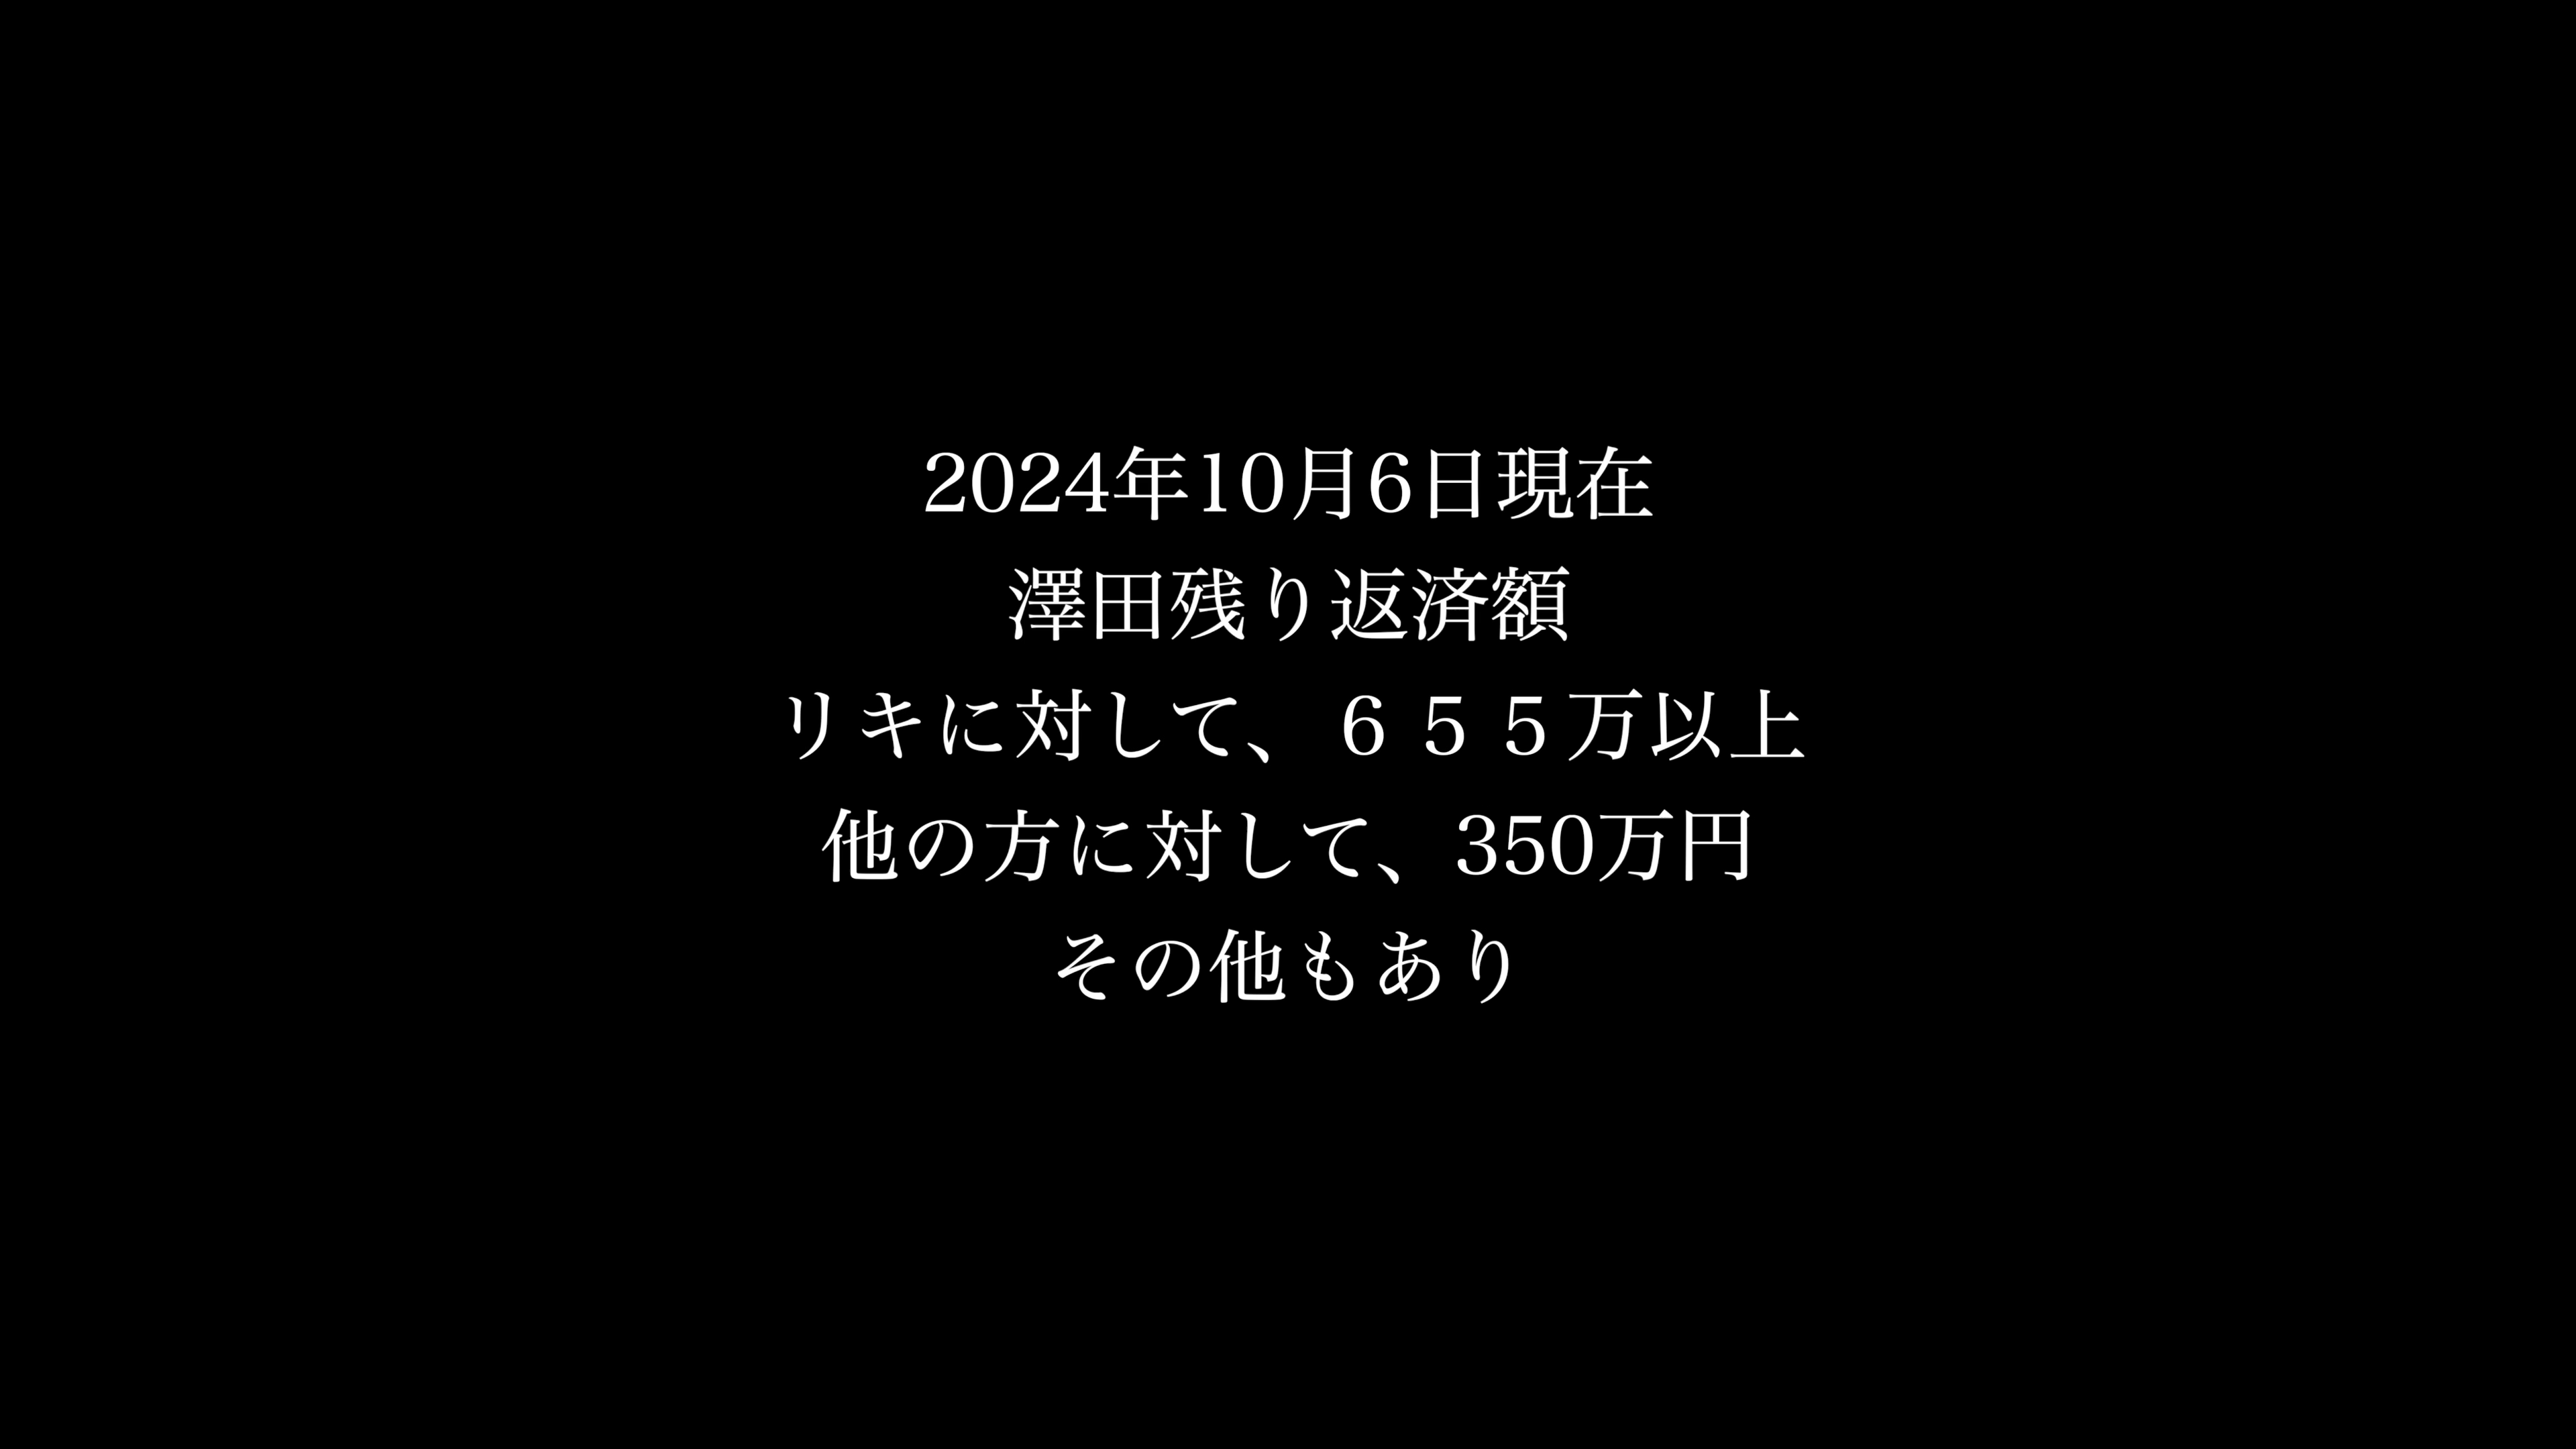 2024年10月6日現在
澤田残り返済額
リキに対して、６５５万以上
他の方に対して、350万円
その他もあり